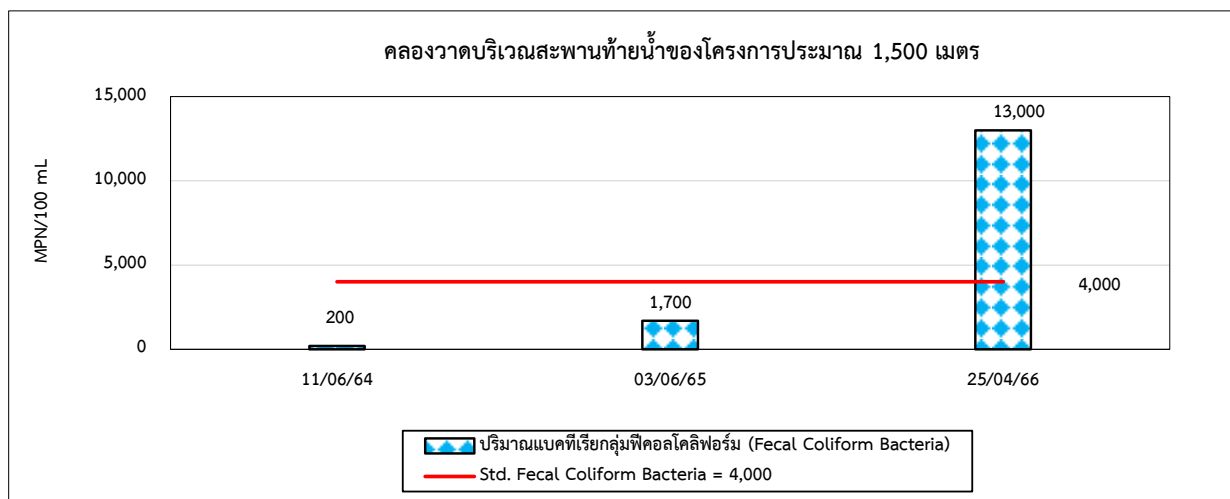 คลองวาดบริเวณสะพานท้ายน้ำของโครงการประมาณ 1,500 เมตร
MPN/100 mL
15,000
10,000
5,000
0
200
1,700
13,000
4,000
11/06/64
03/06/65
25/04/66
ปริมาณแบคทีเรียกลุ่มฟีคอลโคลิฟอร์ม (Fecal Coliform Bacteria)
Std. Fecal Coliform Bacteria = 4,000